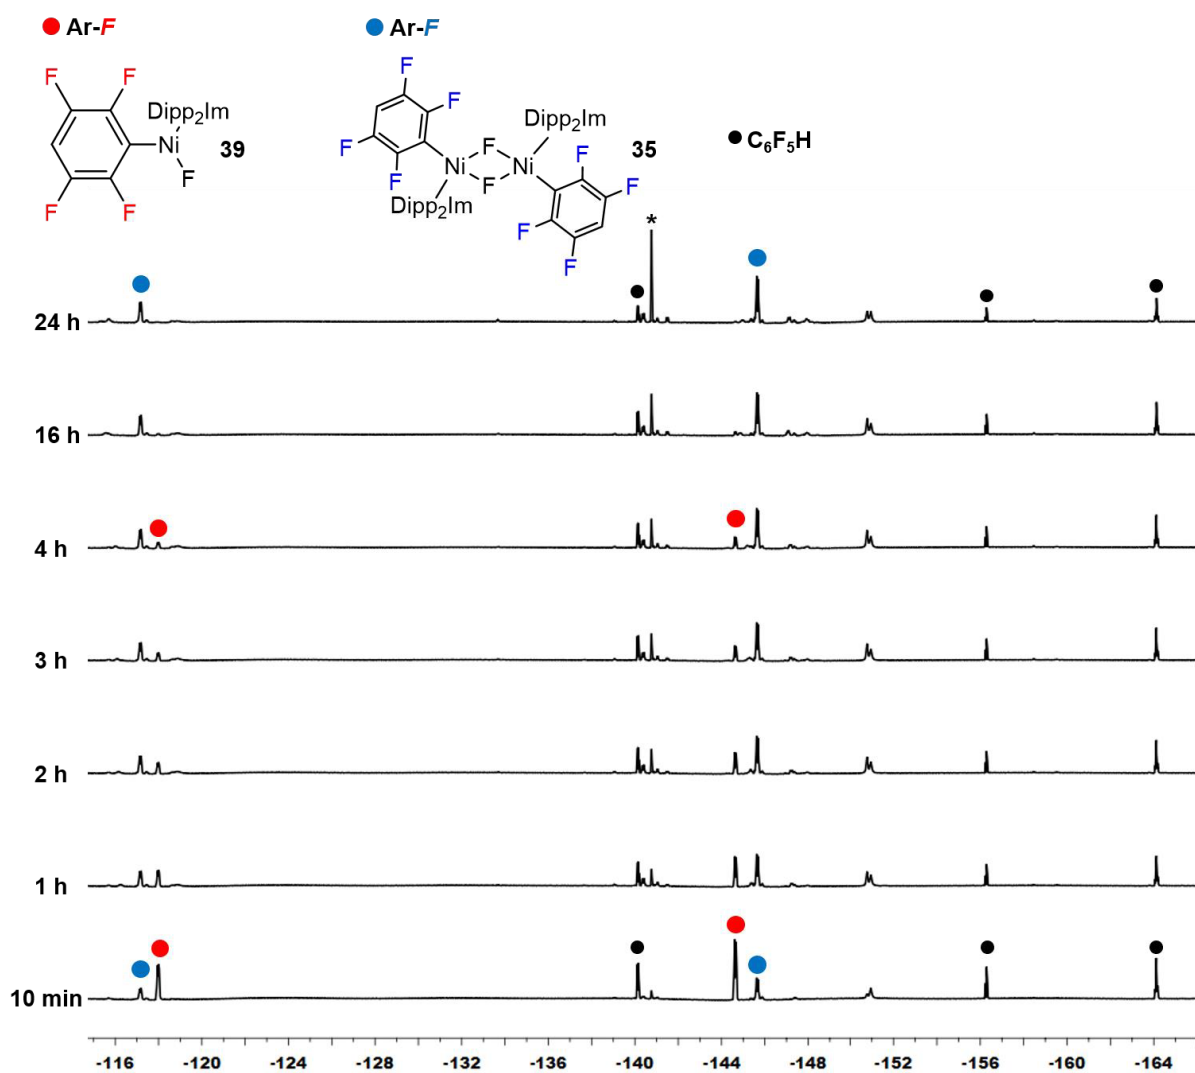 Ar-F
Ar-F
F F
Dipp₂Im
Ni
39
F
F F
F
F
F
F
F
Dipp₂Im
F
Ni Ni
F
Dipp₂Im
F
F
F
F
35
C₆F₅H
*
24 h
16 h
4 h
3 h
2 h
1 h
10 min
-116 -120 -124 -128 -132 -136 -140 -144 -148 -152 -156 -160 -164